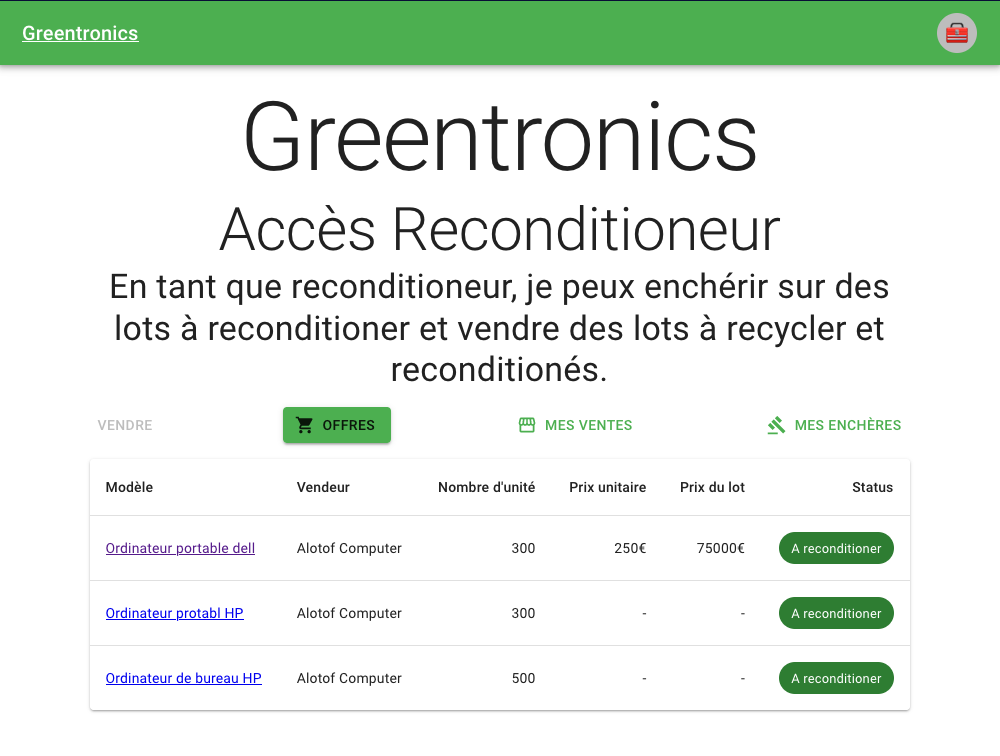 Greentronics
Greentronics
Accès Reconditioneur
En tant que reconditioneur, je peux enchérir sur des
lots à reconditioner et vendre des lots à recycler et
reconditionés.
VENDRE OFFRES MES VENTES MES ENCHÈRES
Modèle Vendeur Nombre d'unité Prix unitaire Prix du lot Status
Ordinateur portable dell Alotof Computer 300 250€ 75000€ A reconditioner
Ordinateur protabl HP Alotof Computer 300 - - A reconditioner
Ordinateur de bureau HP Alotof Computer 500 - - A reconditioner